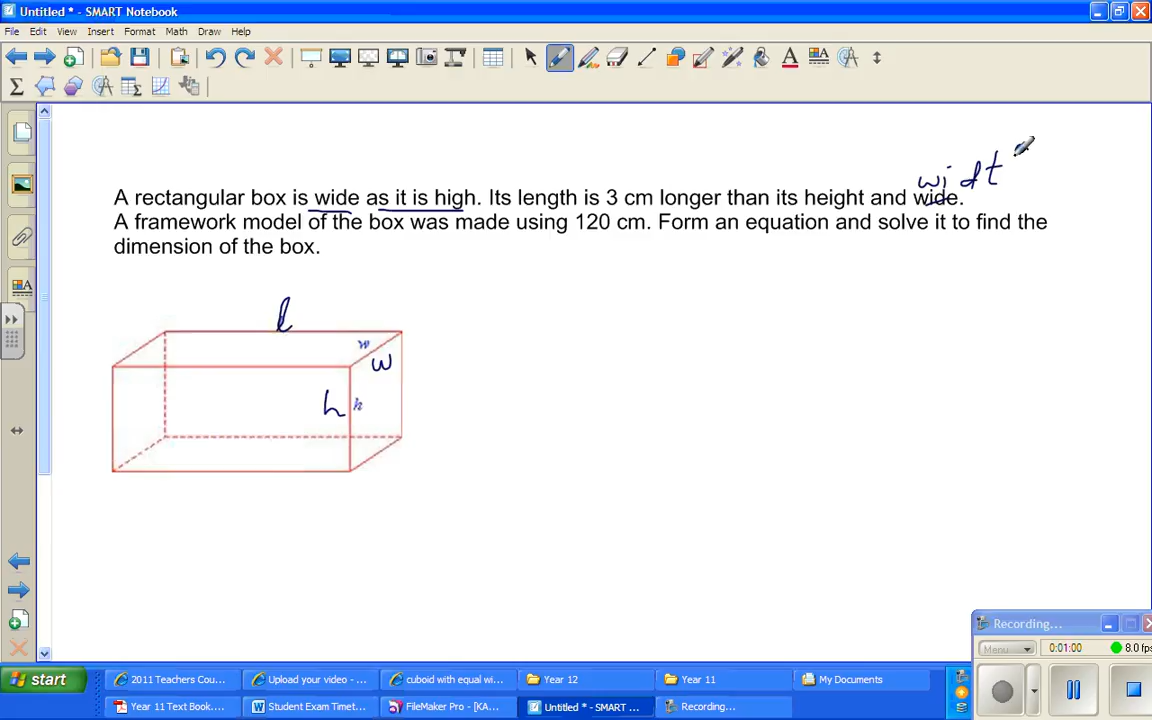 Untitled * - SMART Notebook
File Edit View Insert Format Math Draw Help
widt
A rectangular box is wide as it is high. Its length is 3 cm longer than its height and wide.
A framework model of the box was made using 120 cm. Form an equation and solve it to find the
dimension of the box.
l
w
w
h h
Recording...
Menu 0:01:00 8.0 fps
start 2011 Teachers Cou... Upload your video - ... cuboid with equal wi... Year 12 Year 11 My Documents
Year 11 Text Book.... Student Exam Timet... FileMaker Pro - [KA... Untitled * - SMART ... Recording...